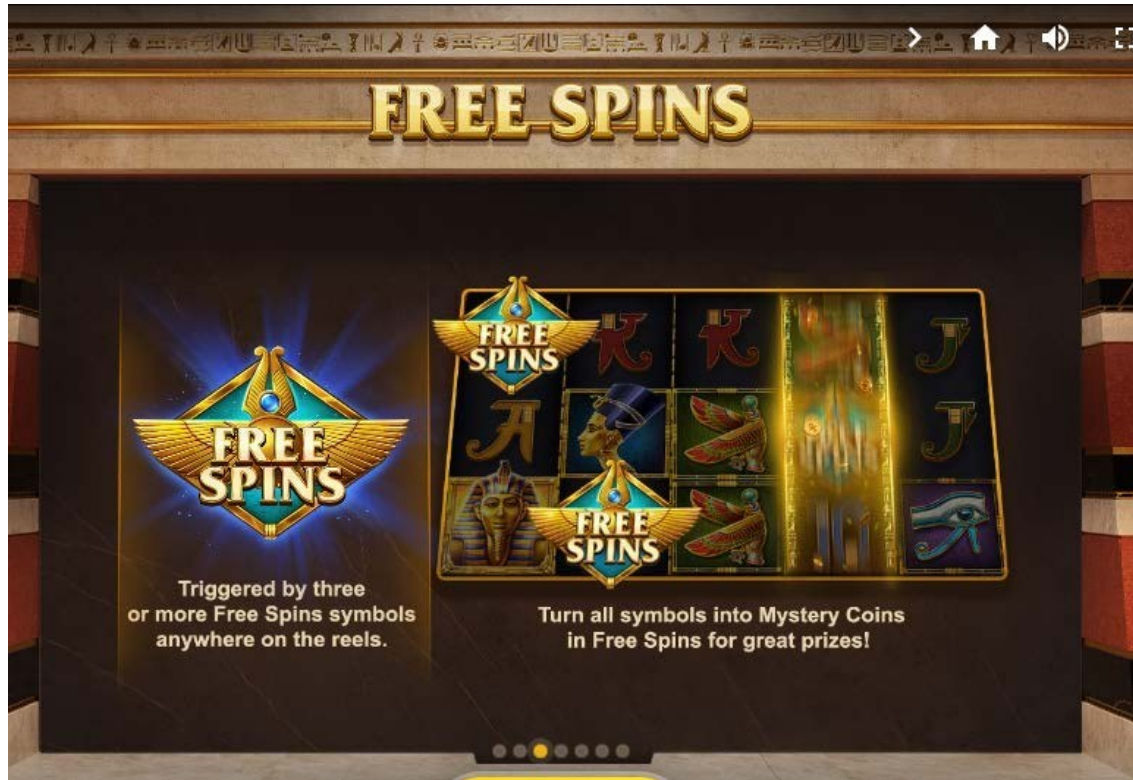 FREE SPINS
FREE
SPINS
Triggered by three
or more Free Spins symbols
anywhere on the reels.
FREE
SPINS
K
K
J
A
J
FREE
SPINS
Turn all symbols into Mystery Coins
in Free Spins for great prizes!